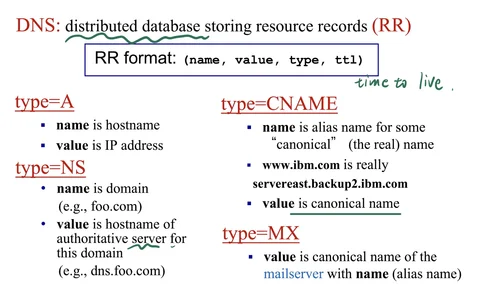 DNS: distributed database storing resource records (RR)
RR format: (name, value, type, ttl)
time to live.
type=A
▪ name is hostname
▪ value is IP address
type=NS
• name is domain
(e.g., foo.com)
• value is hostname of
authoritative server for
this domain
(e.g., dns.foo.com)
type=CNAME
▪ name is alias name for some
“canonical” (the real) name
▪ www.ibm.com is really
servereast.backup2.ibm.com
▪ value is canonical name
type=MX
▪ value is canonical name of the
mailserver with name (alias name)